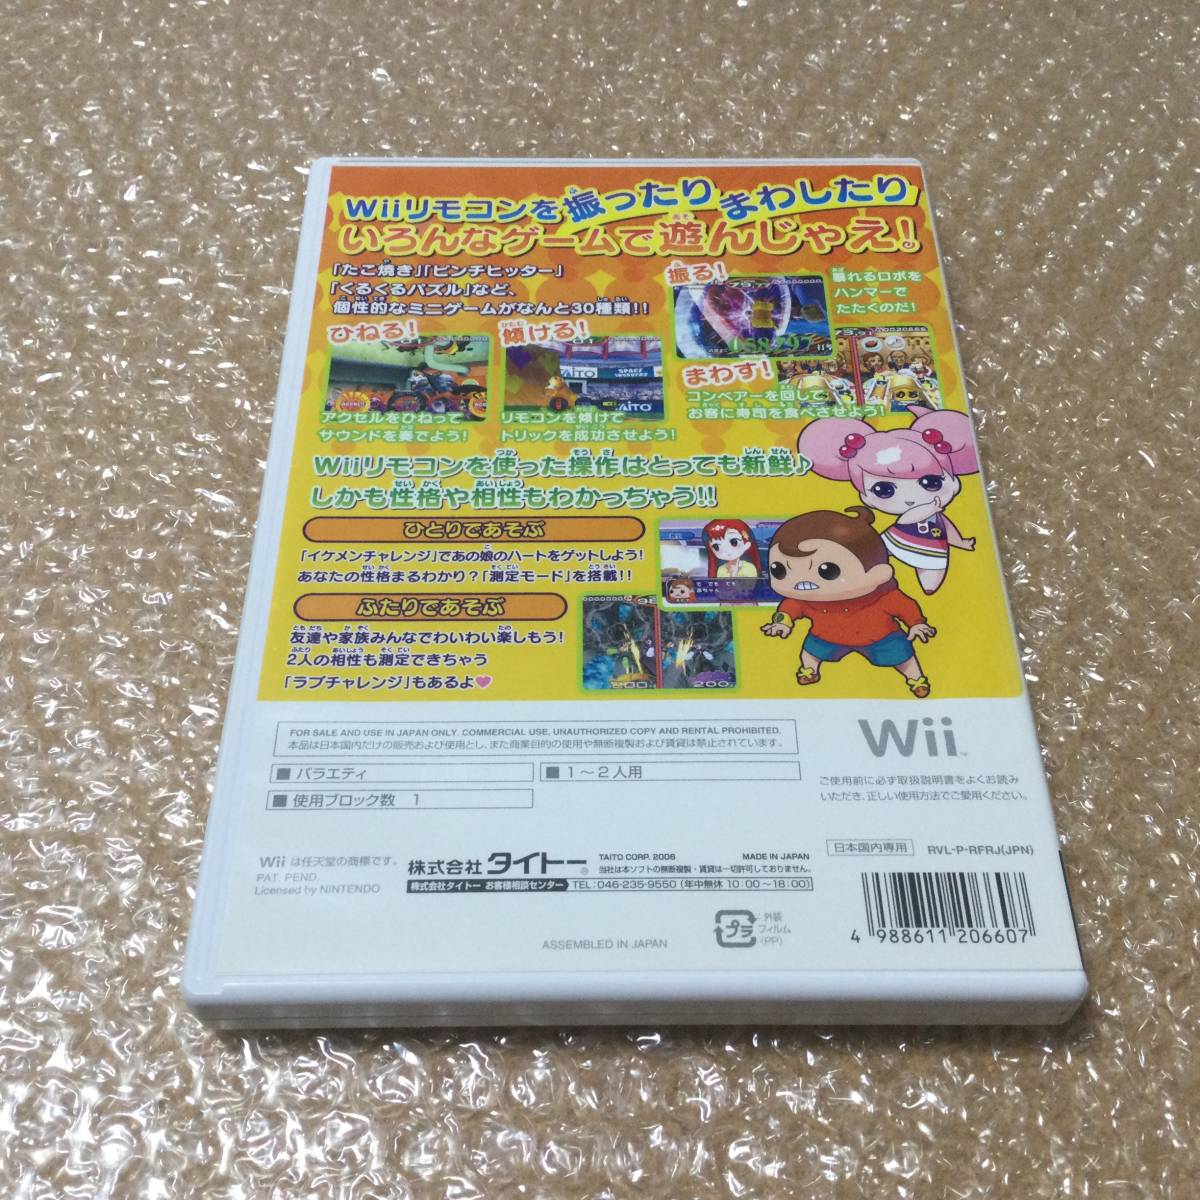 Wiiリモコンを振ったりまわしたり
いろんなゲームで遊んじゃえ!
「たこ焼き」「ピンチヒッター」
「くるくるパズル」など、
個性的なミニゲームがなんと30種類!!
振る!
暴れるロボを
ハンマーで
たたくのだ!
ひねる!
アクセルをひねって
サウンドを奏でよう!
傾ける!
リモコンを傾けて
トリックを成功させよう!
まわす!
コンベアーを回して
お客に寿司を食べさせよう!
Wiiリモコンを使った操作はとっても新鮮♪
しかも性格や相性もわかっちゃう!!
ひとりであそぶ
「イケメンチャレンジ」であの娘のハートをゲットしよう!
あなたの性格まるわかり?「測定モード」を搭載!!
ふたりであそぶ
友達や家族みんなでわいわい楽しもう!
2人の相性も測定できちゃう
「ラブチャレンジ」もあるよ♥
FOR SALE AND USE IN JAPAN ONLY. COMMERCIAL USE, UNAUTHORIZED COPY AND RENTAL PROHIBITED.
本品は日本国内だけの販売および使用とし、また商業目的の使用や無断複製および賃貸は禁止されています。
■ バラエティ
■ 1〜2人用
■ 使用ブロック数 1
Wii™
ご使用前に必ず取扱説明書をよくお読み
いただき、正しい使用方法でご愛用ください。
Wii は任天堂の商標です。
PAT. PEND.
Licensed by NINTENDO
株式会社タイトー®
TAITO CORP. 2006 MADE IN JAPAN
当社は本ソフトの無断複製・賃貸は一切許可しておりません。
株式会社タイトー お客様相談センター TEL:046-235-9550 (年中無休 10:00〜18:00)
日本国内専用
RVL-P-RFRJ(JPN)
ASSEMBLED IN JAPAN
プラ
外装
フィルム
(PP)
4 988611 206607